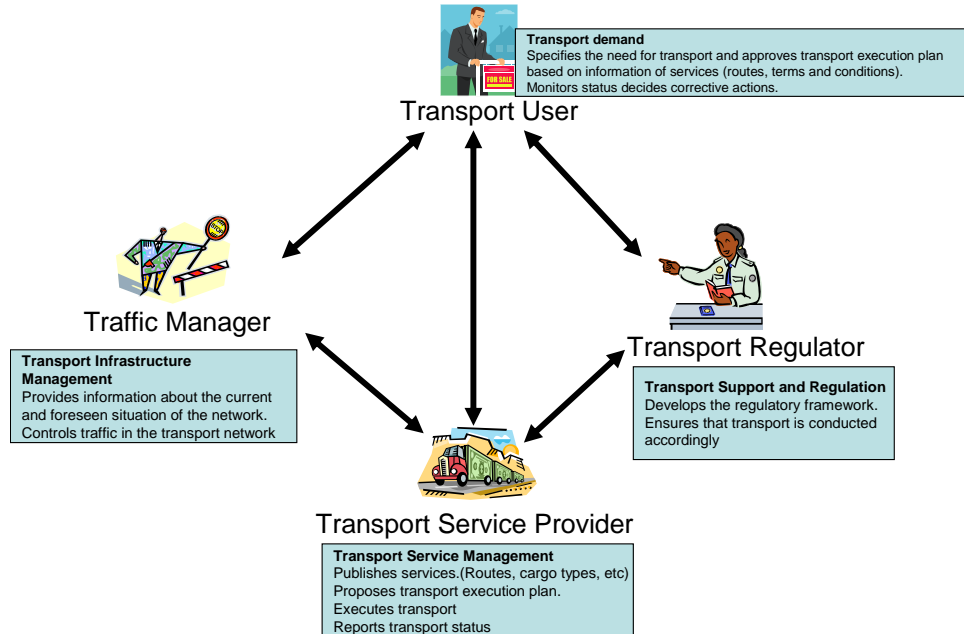 Transport demand
Specifies the need for transport and approves transport execution plan
based on information of services (routes, terms and conditions).
Monitors status decides corrective actions.
FOR SALE
Transport User
STOP
Traffic Manager
Transport Infrastructure
Management
Provides information about the current
and foreseen situation of the network.
Controls traffic in the transport network
Transport Regulator
Transport Support and Regulation
Develops the regulatory framework.
Ensures that transport is conducted
accordingly
Transport Service Provider
Transport Service Management
Publishes services.(Routes, cargo types, etc)
Proposes transport execution plan.
Executes transport
Reports transport status